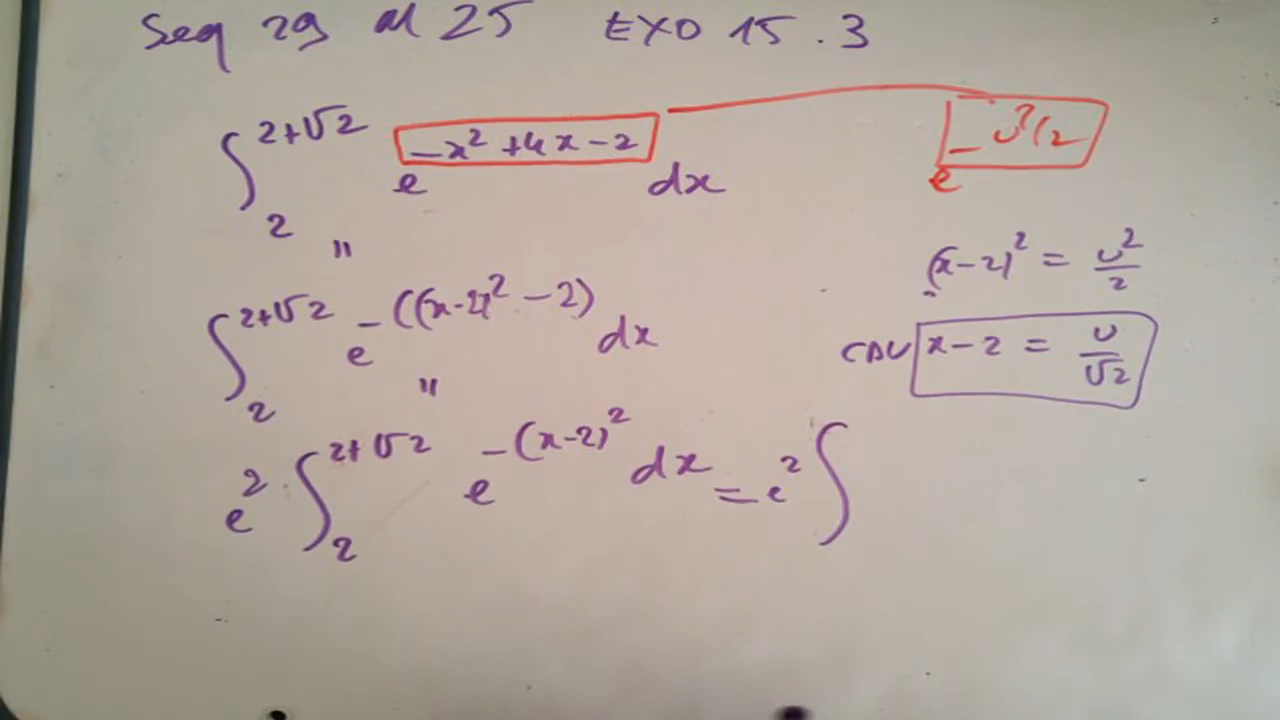 Seq 29 al 25 EXO 15.3
∫_2^{2+√2} e^{-x²+4x-2} dx
e^{-u²/2}
"
(x-2)² = u²/2
∫_2^{2+√2} e^{-((x-2)²-2)} dx
CDV x-2 = u/√2
"
e² ∫_2^{2+√2} e^{-(x-2)²} dx = e² ∫